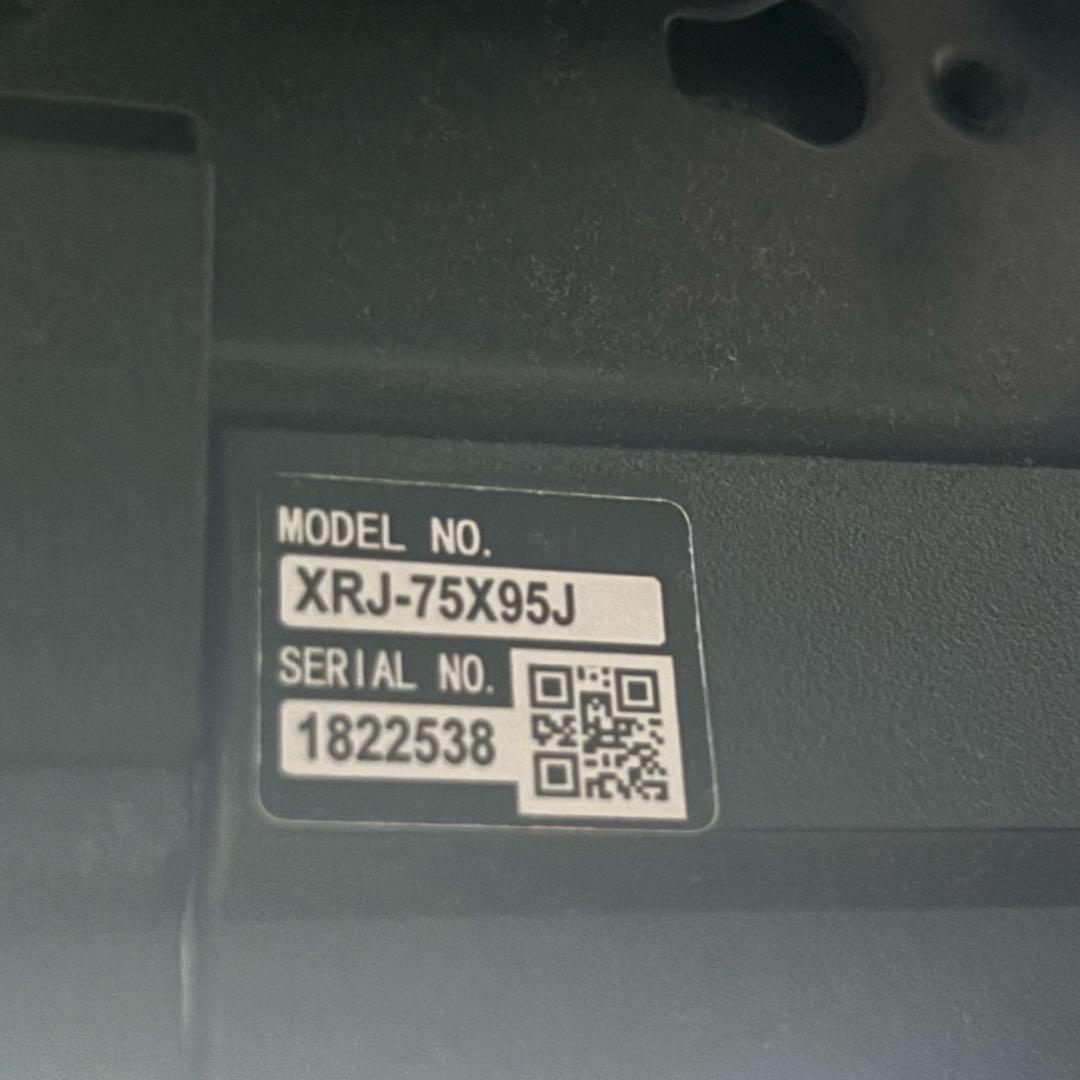 MODEL NO.
XRJ-75X95J
SERIAL NO.
1822538